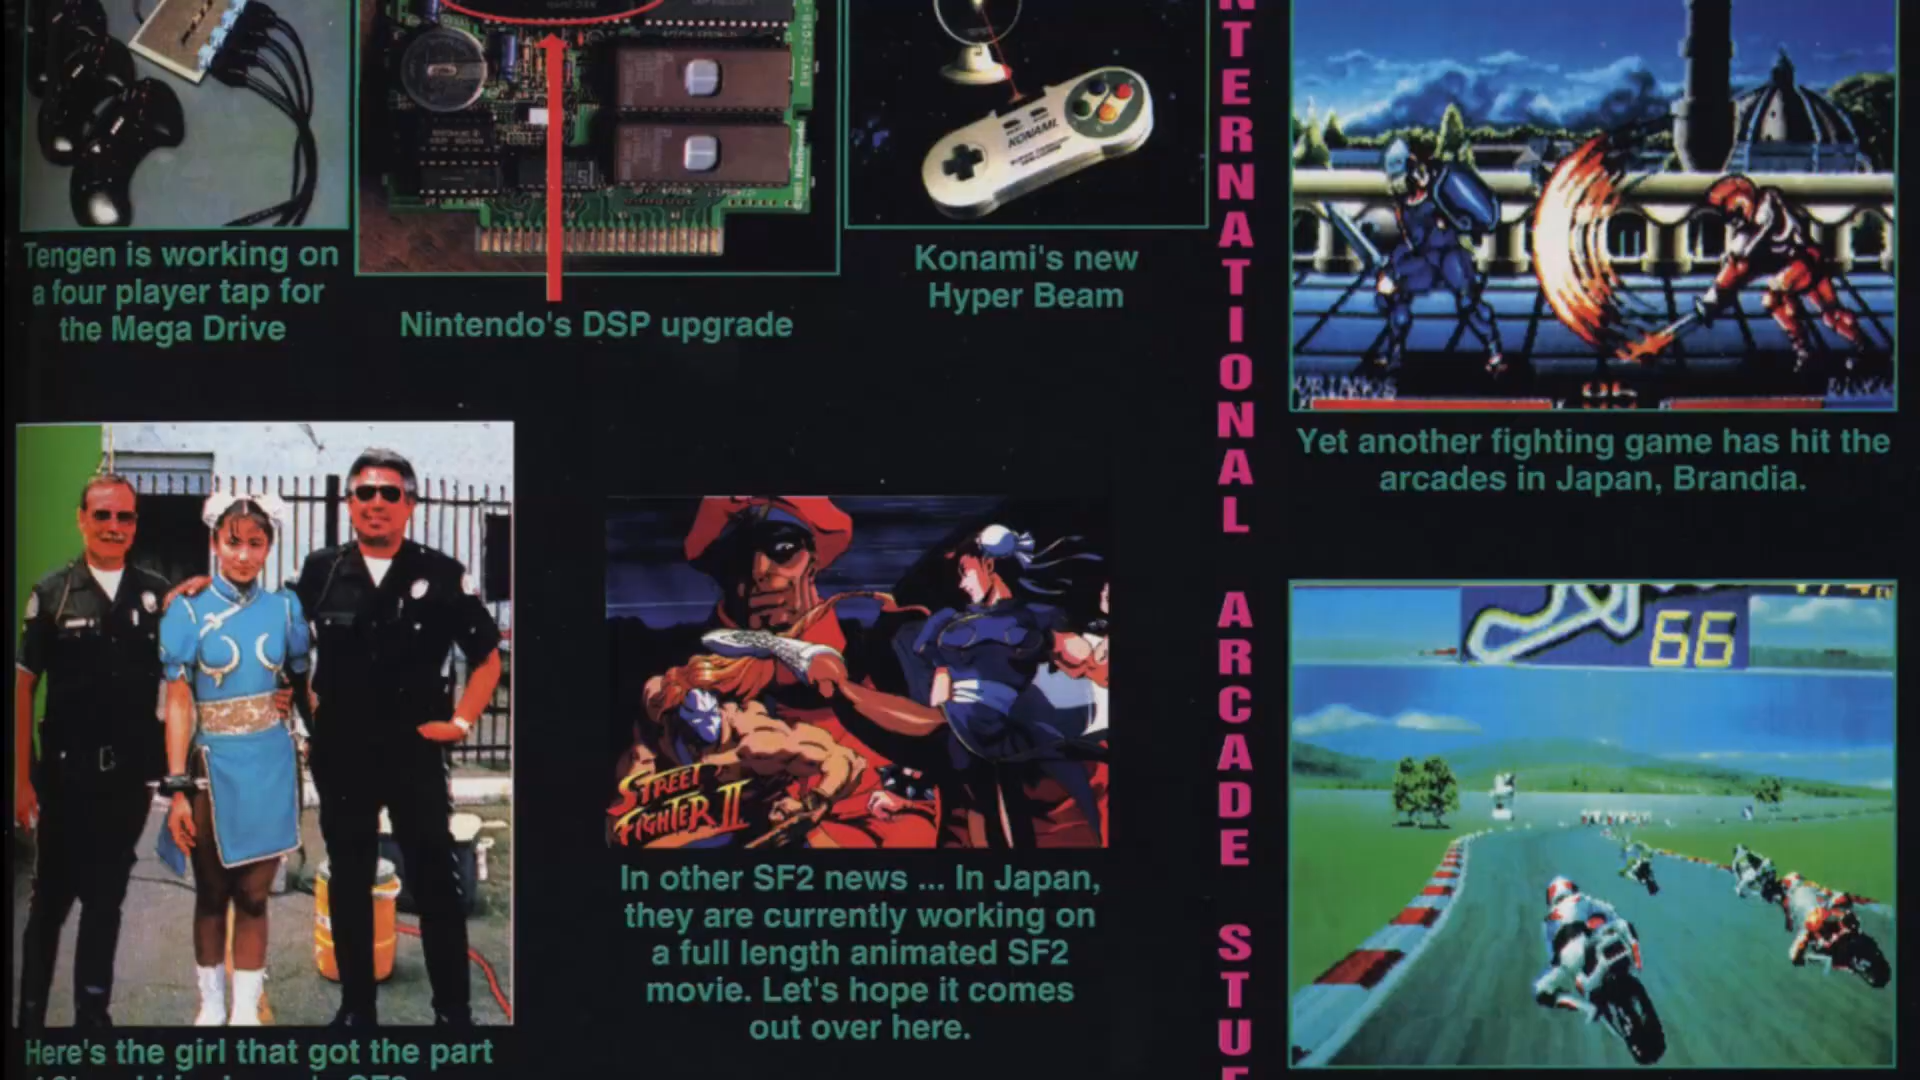 KONAMI
Tengen is working on
a four player tap for
the Mega Drive
Nintendo's DSP upgrade
Konami's new
Hyper Beam
NTERNATIONAL ARCADE STU
Yet another fighting game has hit the
arcades in Japan, Brandia.
66
STREET
FIGHTER II
In other SF2 news ... In Japan,
they are currently working on
a full length animated SF2
movie. Let's hope it comes
out over here.
Here's the girl that got the part